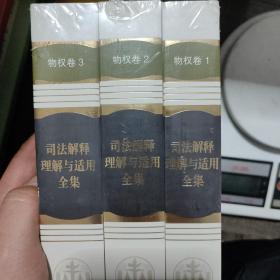 物权卷3
司法解释
理解与适用
全集
物权卷2
司法解释
理解与适用
全集
物权卷1
司法解释
理解与适用
全集